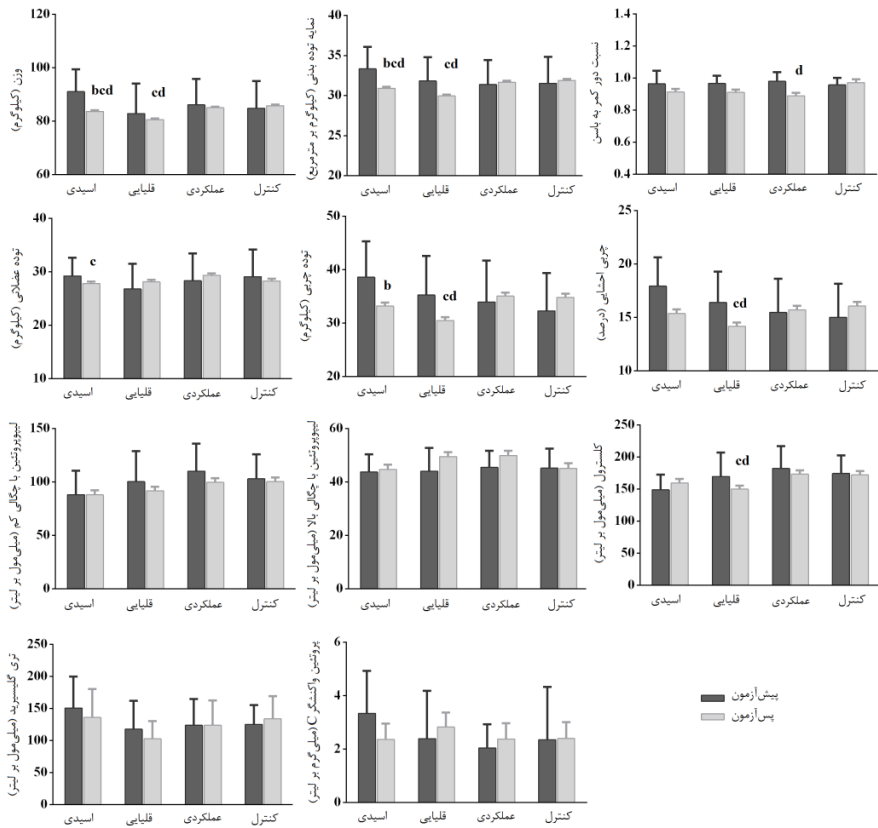 وزن (کیلوگرم)
120
100
80
60
bcd
cd
اسیدی
قلیایی
عملکردی
کنترل
نمایه توده بدنی (کیلوگرم بر مترمربع)
40
35
30
25
20
bcd
cd
اسیدی
قلیایی
عملکردی
کنترل
نسبت دور کمر به باسن
1.4
1.2
1.0
0.8
0.6
0.4
d
اسیدی
قلیایی
عملکردی
کنترل
توده عضلانی (کیلوگرم)
40
30
20
10
c
اسیدی
قلیایی
عملکردی
کنترل
توده چربی (کیلوگرم)
50
40
30
20
b
cd
اسیدی
قلیایی
عملکردی
کنترل
چربی احشایی (درصد)
25
20
15
10
cd
اسیدی
قلیایی
عملکردی
کنترل
لیپوپروتئین با چگالی کم (میلی‌مول بر لیتر)
150
100
50
0
اسیدی
قلیایی
عملکردی
کنترل
لیپوپروتئین با چگالی بالا (میلی‌مول بر لیتر)
80
60
40
20
0
اسیدی
قلیایی
عملکردی
کنترل
کلسترول (میلی‌مول بر لیتر)
250
200
150
100
50
0
cd
اسیدی
قلیایی
عملکردی
کنترل
تری گلیسیرید (میلی‌مول بر لیتر)
250
200
150
100
50
0
اسیدی
قلیایی
عملکردی
کنترل
پروتئین واکنشگر C (میلی‌گرم بر لیتر)
6
4
2
0
اسیدی
قلیایی
عملکردی
کنترل
پیش‌آزمون
پس‌آزمون